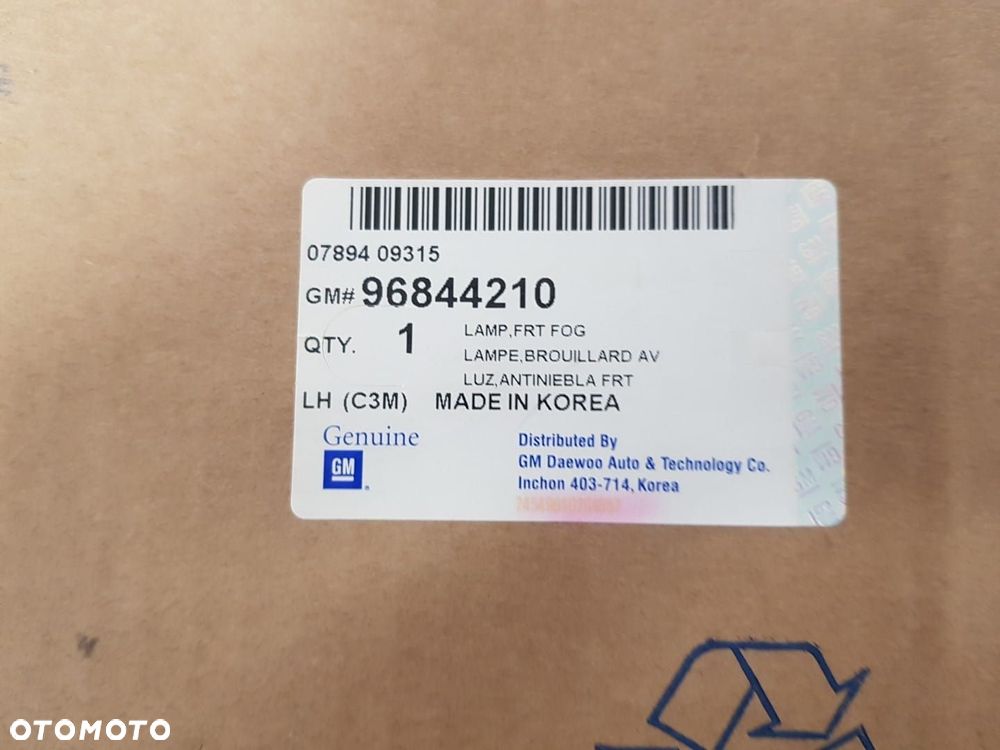 07894 09315
GM# 96844210
QTY. 1
LAMP,FRT FOG
LAMPE,BROUILLARD AV
LUZ,ANTINIEBLA FRT
LH (C3M) MADE IN KOREA
Genuine
GM
Distributed By
GM Daewoo Auto & Technology Co.
Inchon 403-714, Korea
OTOMOTO